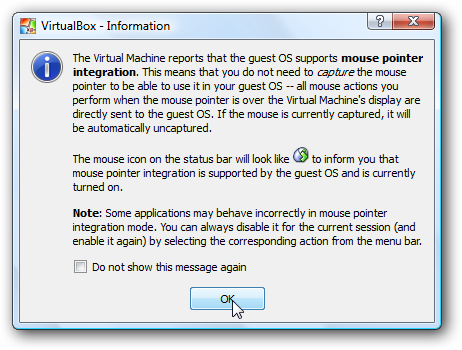 VirtualBox - Information
The Virtual Machine reports that the guest OS supports mouse pointer
integration. This means that you do not need to capture the mouse
pointer to be able to use it in your guest OS -- all mouse actions you
perform when the mouse pointer is over the Virtual Machine's display are
directly sent to the guest OS. If the mouse is currently captured, it will
be automatically uncaptured.
The mouse icon on the status bar will look like to inform you that
mouse pointer integration is supported by the guest OS and is currently
turned on.
Note: Some applications may behave incorrectly in mouse pointer
integration mode. You can always disable it for the current session (and
enable it again) by selecting the corresponding action from the menu bar.
Do not show this message again
OK